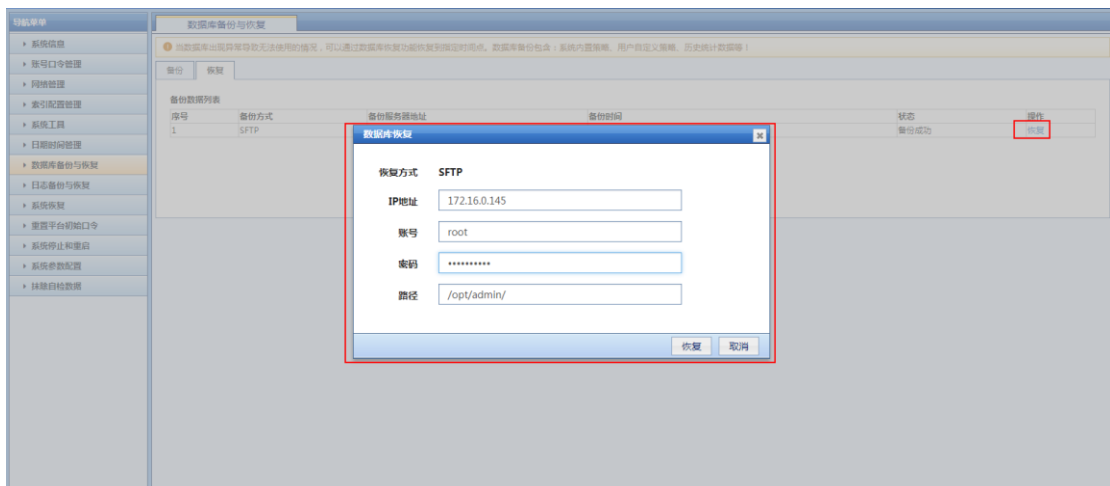 导航菜单
系统信息
账号口令管理
网络管理
索引配置管理
系统工具
日期时间管理
数据库备份与恢复
日志备份与恢复
系统恢复
重置平台初始口令
系统停止和重启
系统参数配置
抹除自检数据
数据库备份与恢复
当数据库出现异常导致无法使用的情况，可以通过数据库恢复功能恢复到指定时间点。数据库备份包含：系统内置策略、用户自定义策略、历史统计数据等！
备份 恢复
备份数据列表
序号 备份方式 备份服务器地址 备份时间 状态 操作
1 SFTP 备份成功 恢复
数据库恢复
恢复方式 SFTP
IP地址 172.16.0.145
账号 root
密码 ••••••••••
路径 /opt/admin/
恢复 取消